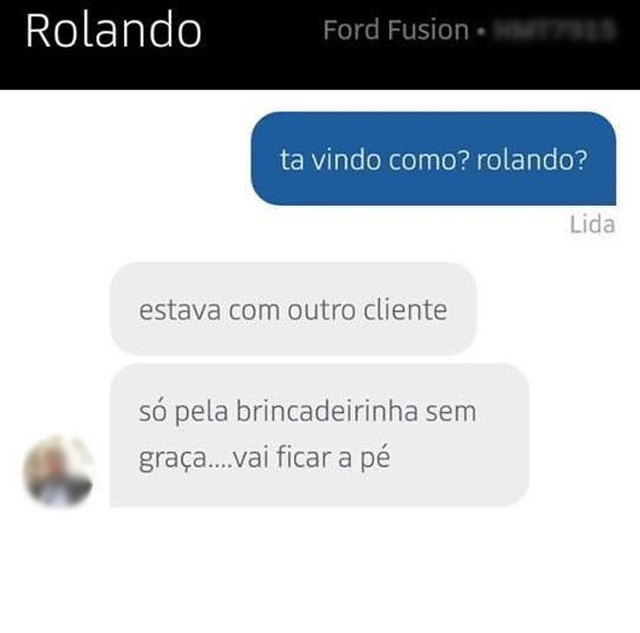 Rolando
Ford Fusion •
ta vindo como? rolando?
Lida
estava com outro cliente
só pela brincadeirinha sem
graça....vai ficar a pé